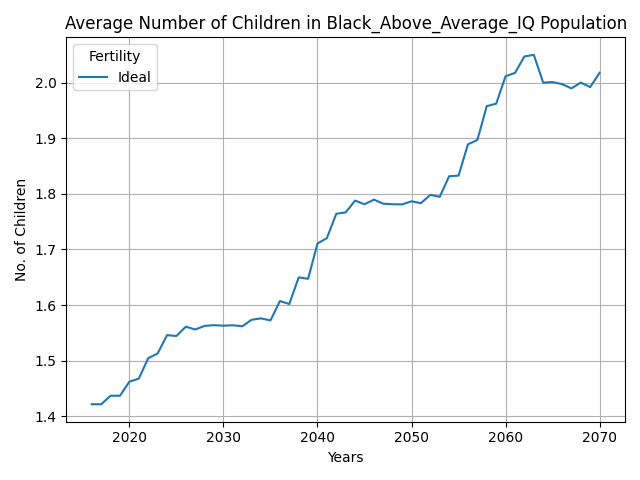 Average Number of Children in Black_Above_Average_IQ Population
Fertility
Ideal
No. of Children
2.0
1.9
1.8
1.7
1.6
1.5
1.4
2020 2030 2040 2050 2060 2070
Years